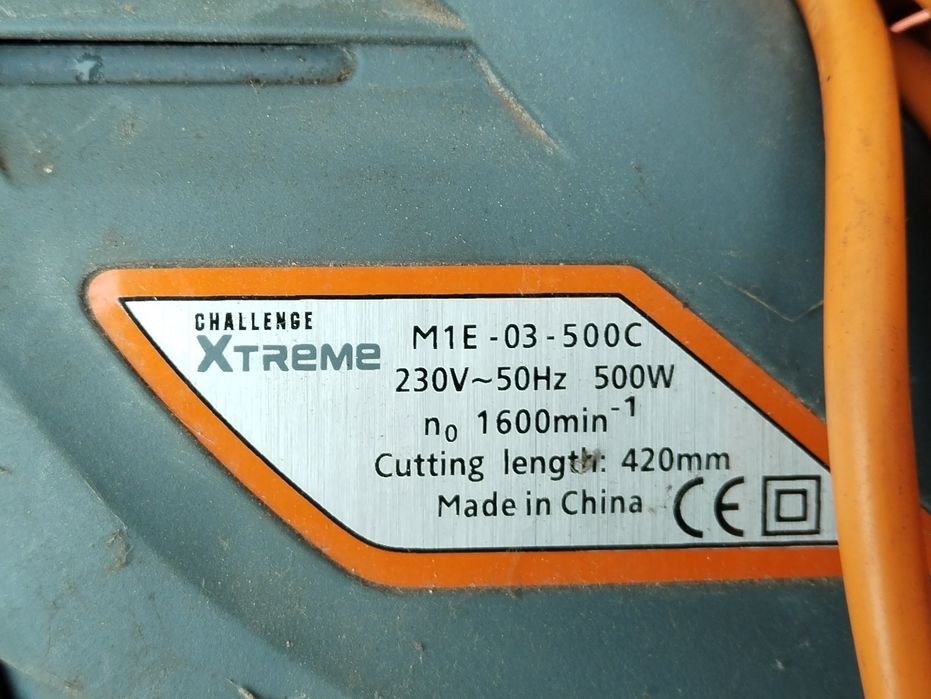 CHALLENGE
XTReMe
M1E-03-500C
230V~50Hz 500W
n₀ 1600min⁻¹
Cutting length: 420mm
Made in China CE